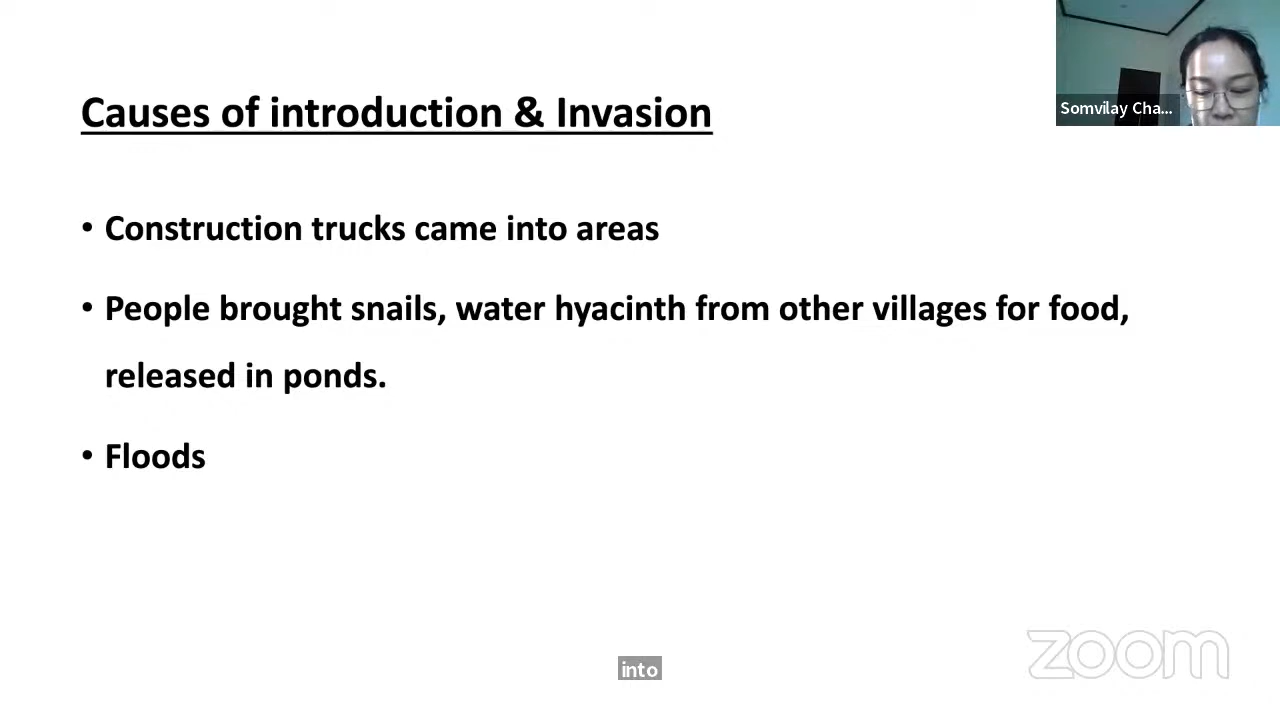 Somvilay Cha...
Causes of introduction & Invasion
• Construction trucks came into areas
• People brought snails, water hyacinth from other villages for food,
released in ponds.
• Floods
zoom
into